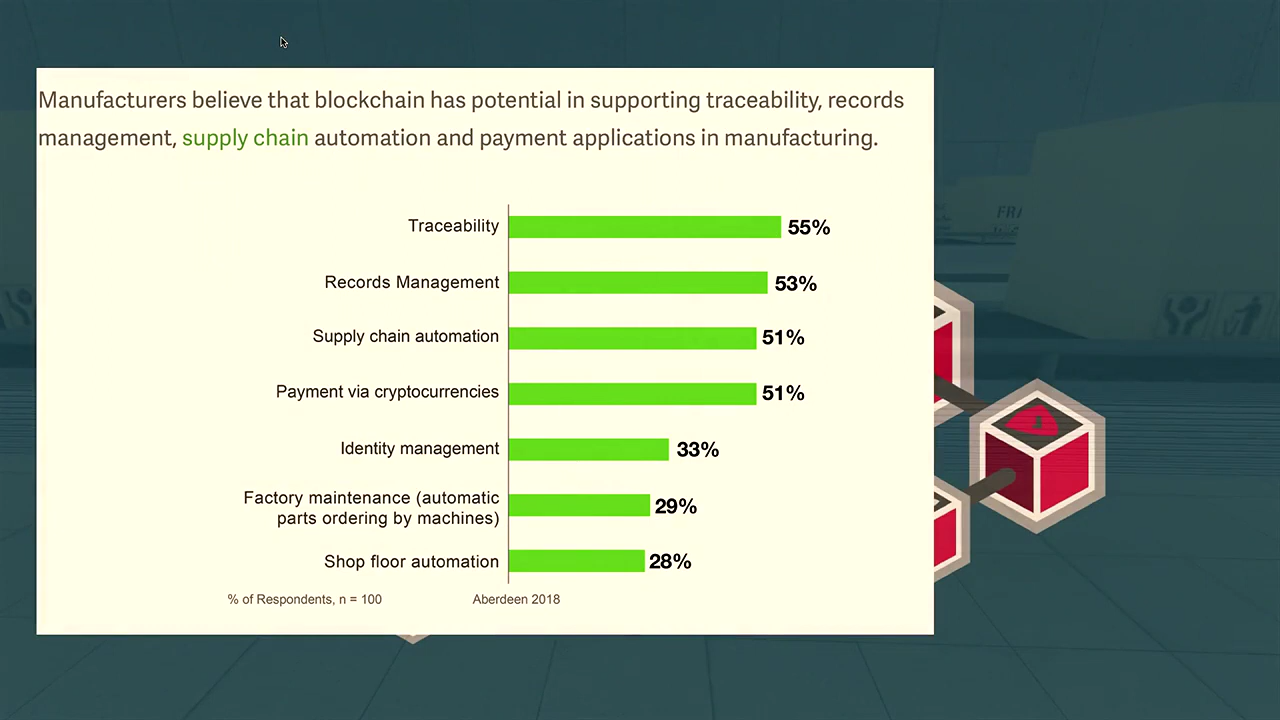 Manufacturers believe that blockchain has potential in supporting traceability, records
management, supply chain automation and payment applications in manufacturing.
Traceability 55%
Records Management 53%
Supply chain automation 51%
Payment via cryptocurrencies 51%
Identity management 33%
Factory maintenance (automatic
parts ordering by machines) 29%
Shop floor automation 28%
% of Respondents, n = 100 Aberdeen 2018